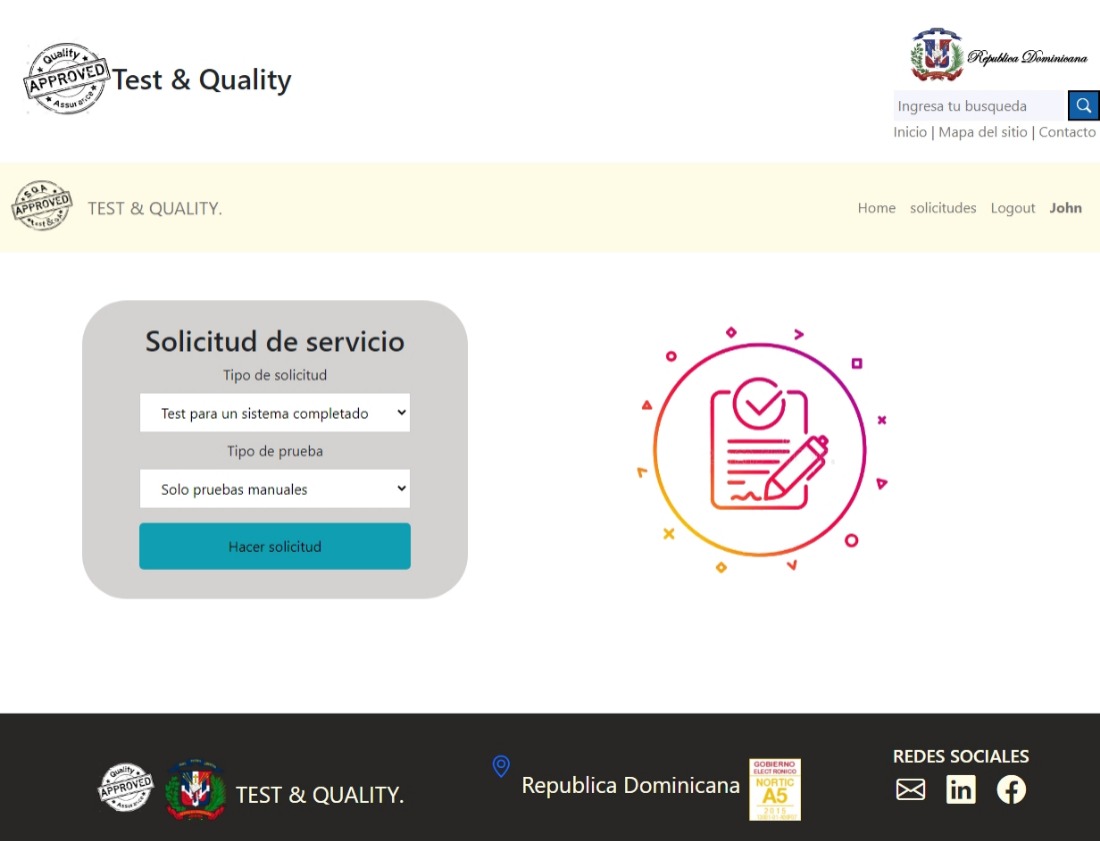 Quality
APPROVED
Assurance
Test & Quality
República Dominicana
Ingresa tu busqueda
Inicio | Mapa del sitio | Contacto
S.Q.A
APPROVED
TEST & QUALITY.
Home solicitudes Logout John
Solicitud de servicio
Tipo de solicitud
Test para un sistema completado
Tipo de prueba
Solo pruebas manuales
Hacer solicitud
Quality
APPROVED
Assurance
TEST & QUALITY.
Republica Dominicana
GOBIERNO
ELECTRONICO
NORTIC
A5
2015
REDES SOCIALES